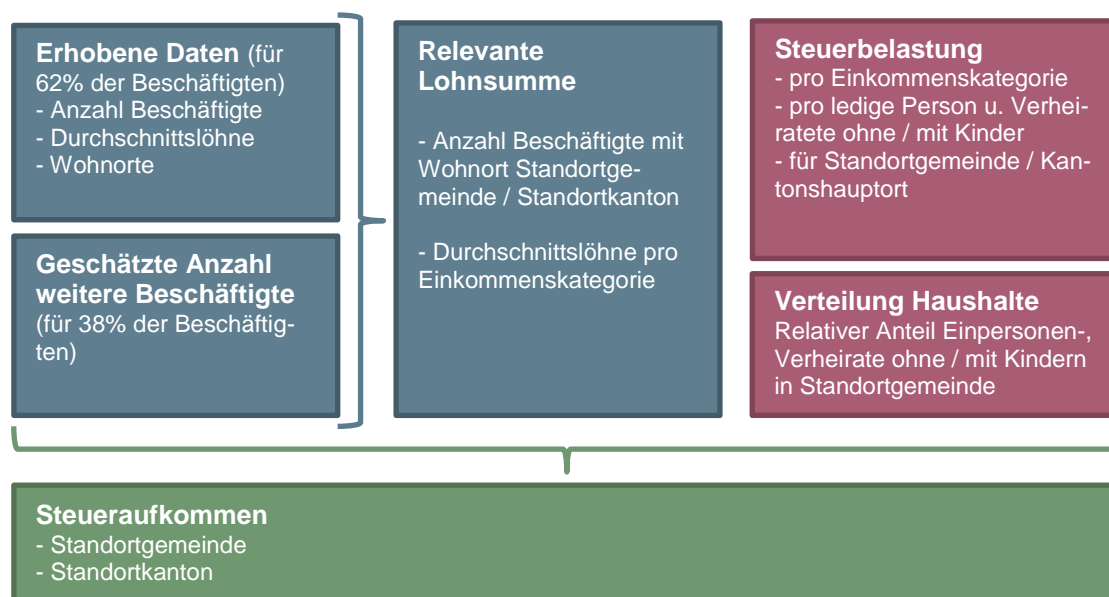 Erhobene Daten (für
62% der Beschäftigten)
- Anzahl Beschäftigte
- Durchschnittslöhne
- Wohnorte
Geschätzte Anzahl
weitere Beschäftigte
(für 38% der Beschäftig-
ten)
Relevante
Lohnsumme
- Anzahl Beschäftigte mit
Wohnort Standortge-
meinde / Standortkanton
- Durchschnittslöhne pro
Einkommenskategorie
Steuerbelastung
- pro Einkommenskategorie
- pro ledige Person u. Verhei-
ratete ohne / mit Kinder
- für Standortgemeinde / Kan-
tonshauptort
Verteilung Haushalte
Relativer Anteil Einpersonen-,
Verheirate ohne / mit Kindern
in Standortgemeinde
Steueraufkommen
- Standortgemeinde
- Standortkanton